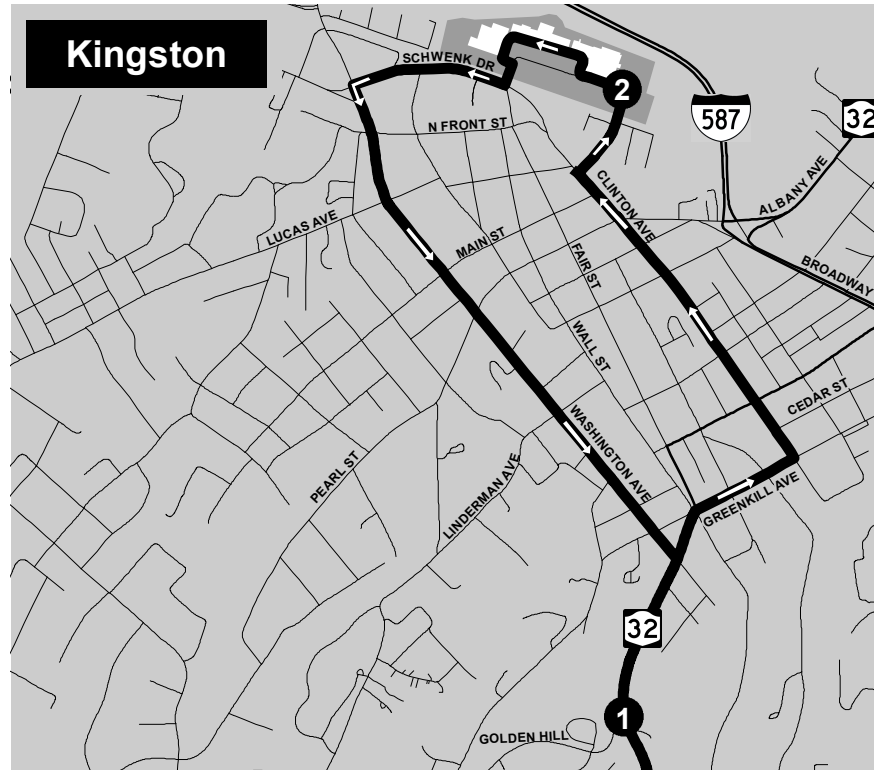 Kingston
SCHWENK DR
2
587
32
N FRONT ST
CLINTON AVE
ALBANY AVE
LUCAS AVE
MAIN ST
FAIR ST
BROADWAY
WALL ST
CEDAR ST
WASHINGTON AVE
PEARL ST
LINDERMAN AVE
GREENKILL AVE
32
1
GOLDEN HILL